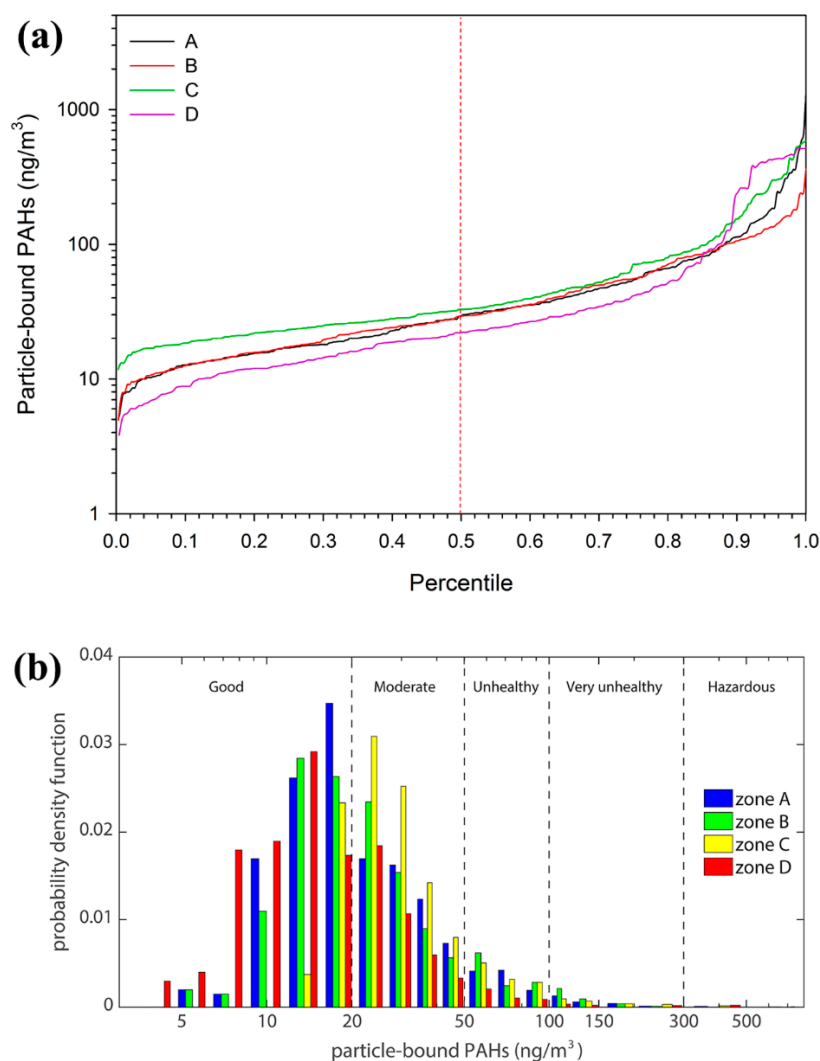 (a)
A
B
C
D
Particle-bound PAHs (ng/m³)
1000
100
10
1
0.0 0.1 0.2 0.3 0.4 0.5 0.6 0.7 0.8 0.9 1.0
Percentile
(b)
probability density function
0.04
0.03
0.02
0.01
0
Good Moderate Unhealthy Very unhealthy Hazardous
zone A
zone B
zone C
zone D
5 10 20 50 100 150 300 500
particle-bound PAHs (ng/m³)